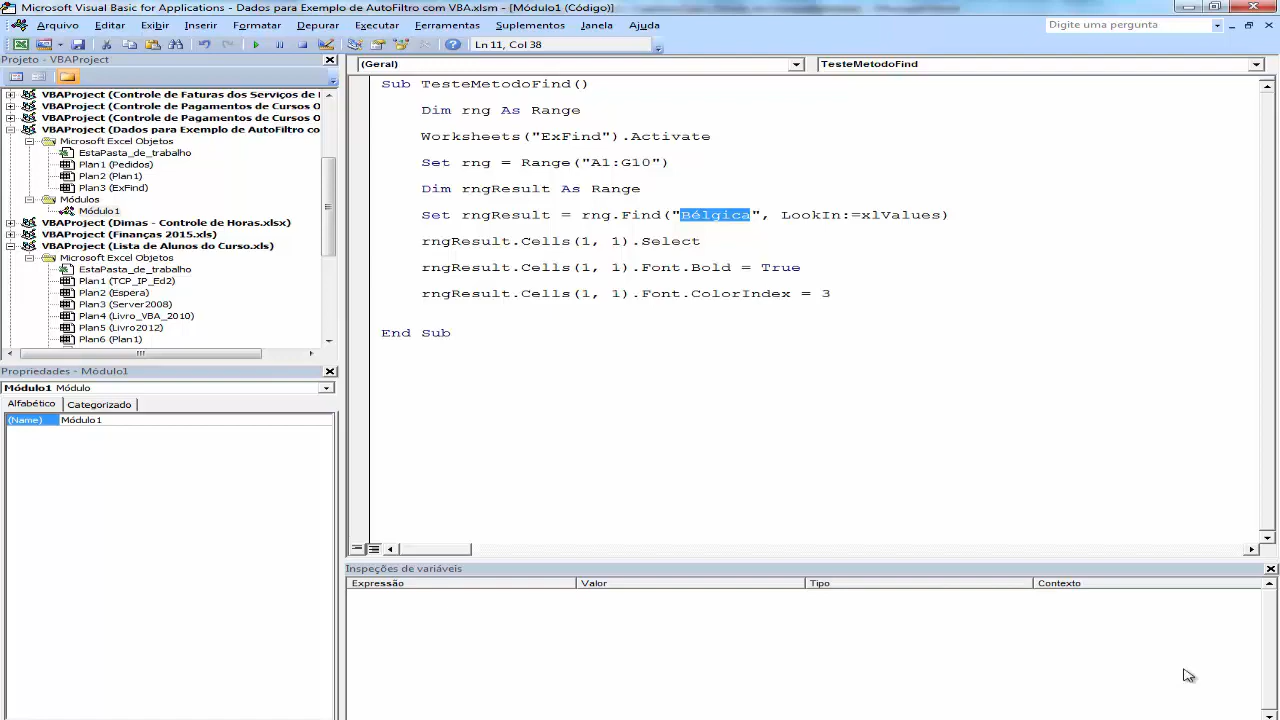 Microsoft Visual Basic for Applications - Dados para Exemplo de AutoFiltro com VBA.xlsm - [Módulo1 (Código)]
Arquivo Editar Exibir Inserir Formatar Depurar Executar Ferramentas Suplementos Janela Ajuda
Digite uma pergunta
Ln 11, Col 38
Projeto - VBAProject
VBAProject (Controle de Faturas dos Serviços de
VBAProject (Controle de Pagamentos de Cursos O
VBAProject (Controle de Pagamentos de Cursos O
VBAProject (Dados para Exemplo de AutoFiltro co
Microsoft Excel Objetos
EstaPasta_de_trabalho
Plan1 (Pedidos)
Plan2 (Plan1)
Plan3 (ExFind)
Módulos
Módulo1
VBAProject (Dimas - Controle de Horas.xlsx)
VBAProject (Finanças 2015.xls)
VBAProject (Lista de Alunos do Curso.xls)
Microsoft Excel Objetos
EstaPasta_de_trabalho
Plan1 (TCP_IP_Ed2)
Plan2 (Espera)
Plan3 (Server2008)
Plan4 (Livro_VBA_2010)
Plan5 (Livro2012)
Plan6 (Plan1)
Propriedades - Módulo1
Módulo1 Módulo
Alfabético Categorizado
(Name) Módulo1
(Geral) TesteMetodoFind
Sub TesteMetodoFind()
Dim rng As Range
Worksheets("ExFind").Activate
Set rng = Range("A1:G10")
Dim rngResult As Range
Set rngResult = rng.Find("Bélgica", LookIn:=xlValues)
rngResult.Cells(1, 1).Select
rngResult.Cells(1, 1).Font.Bold = True
rngResult.Cells(1, 1).Font.ColorIndex = 3
End Sub
Inspeções de variáveis
Expressão Valor Tipo Contexto